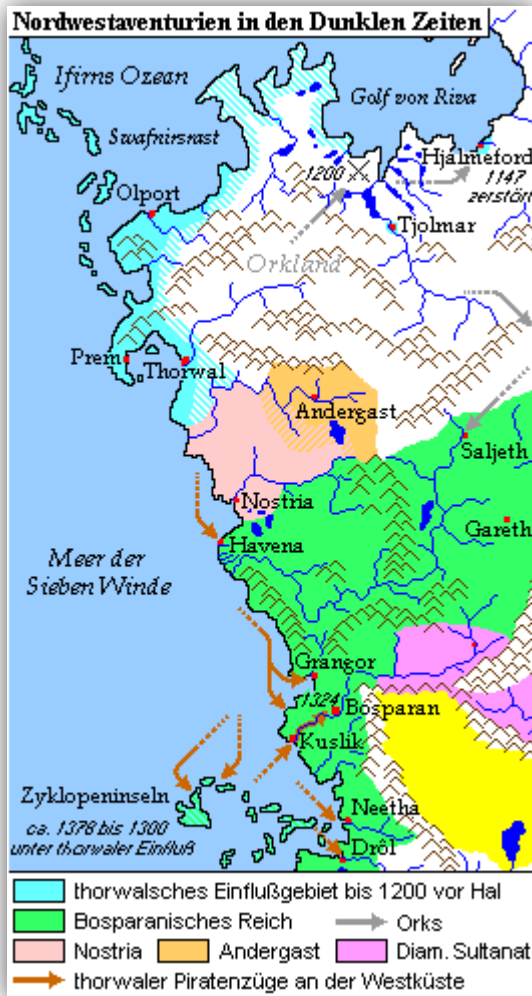 Nordwestaventurien in den Dunklen Zeiten
Ifirns Ozean
Golf von Riva
Swafnirsrast
Hjalmeford
1147
zerstört
1200
Olport
Tjolmar
Orkland
Prem
Thorwal
Andergast
Saljeth
Nostria
Gareth
Havena
Meer der
Sieben Winde
Grangor
1324
Bosparan
Kuslik
Zyklopeninseln
ca. 1378 bis 1300
unter thorwaler Einfluß
Neetha
Drôl
thorwalsches Einflußgebiet bis 1200 vor Hal
Bosparanisches Reich
Orks
Nostria
Andergast
Diam. Sultanat
thorwaler Piratenzüge an der Westküste